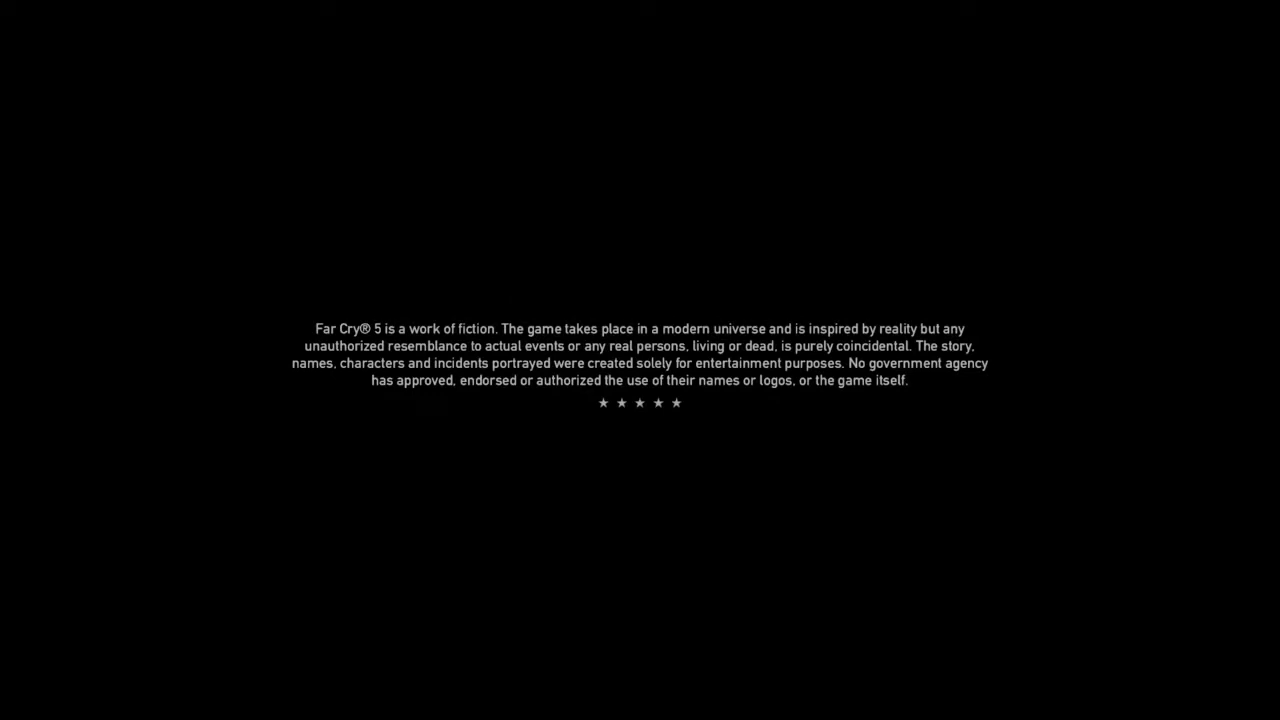 Far Cry® 5 is a work of fiction. The game takes place in a modern universe and is inspired by reality but any
unauthorized resemblance to actual events or any real persons, living or dead, is purely coincidental. The story,
names, characters and incidents portrayed were created solely for entertainment purposes. No government agency
has approved, endorsed or authorized the use of their names or logos, or the game itself.
★ ★ ★ ★ ★